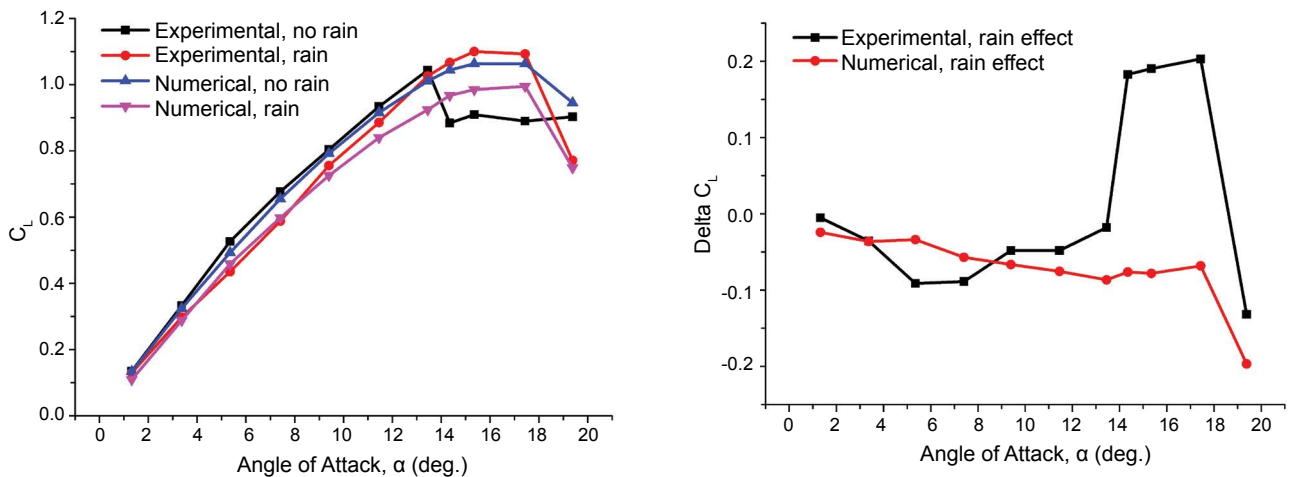 1.2
1.0
0.8
0.6
0.4
0.2
0.0
C_L
Experimental, no rain
Experimental, rain
Numerical, no rain
Numerical, rain
0 2 4 6 8 10 12 14 16 18 20
Angle of Attack, α (deg.)
0.2
0.1
0.0
-0.1
-0.2
Delta C_L
Experimental, rain effect
Numerical, rain effect
0 2 4 6 8 10 12 14 16 18 20
Angle of Attack, α (deg.)